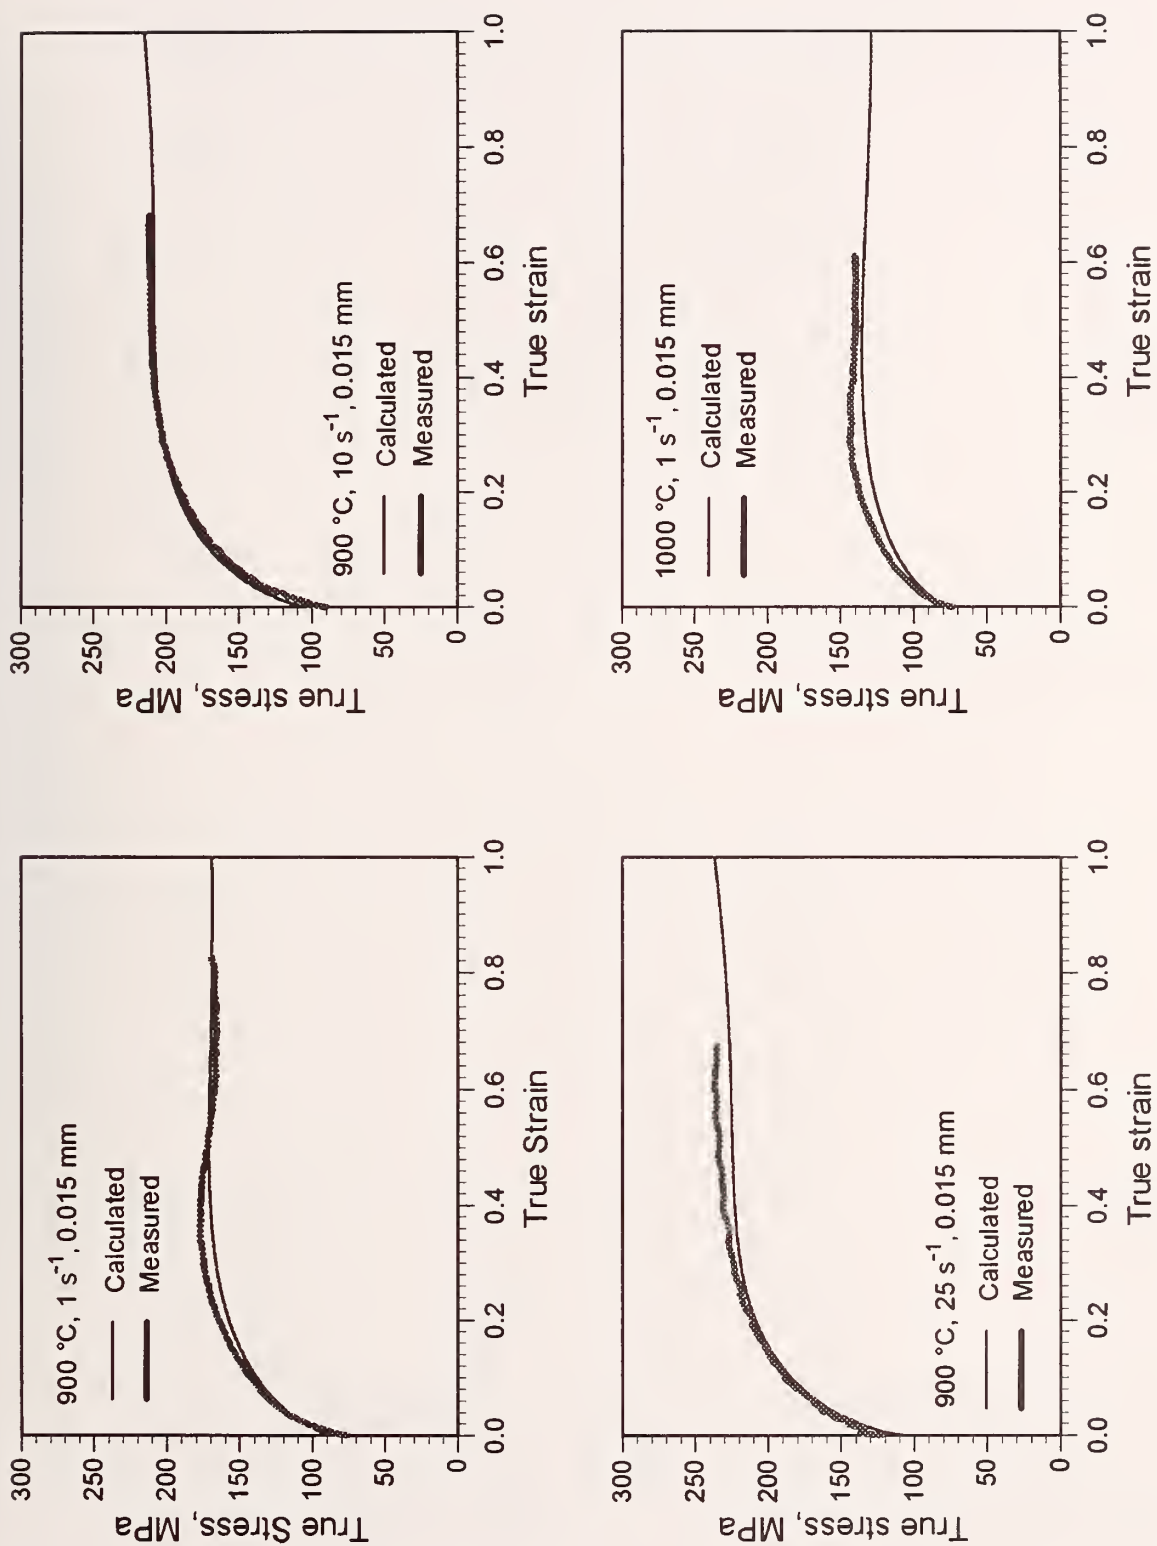 True Stress, MPa
300
250
200
150
100
50
0
900 °C, 1 s⁻¹, 0.015 mm
Calculated
Measured
0.0 0.2 0.4 0.6 0.8 1.0
True Strain
True stress, MPa
300
250
200
150
100
50
0
900 °C, 10 s⁻¹, 0.015 mm
Calculated
Measured
0.0 0.2 0.4 0.6 0.8 1.0
True strain
True stress, MPa
300
250
200
150
100
50
0
900 °C, 25 s⁻¹, 0.015 mm
Calculated
Measured
0.0 0.2 0.4 0.6 0.8 1.0
True strain
True stress, MPa
300
250
200
150
100
50
0
1000 °C, 1 s⁻¹, 0.015 mm
Calculated
Measured
0.0 0.2 0.4 0.6 0.8 1.0
True strain